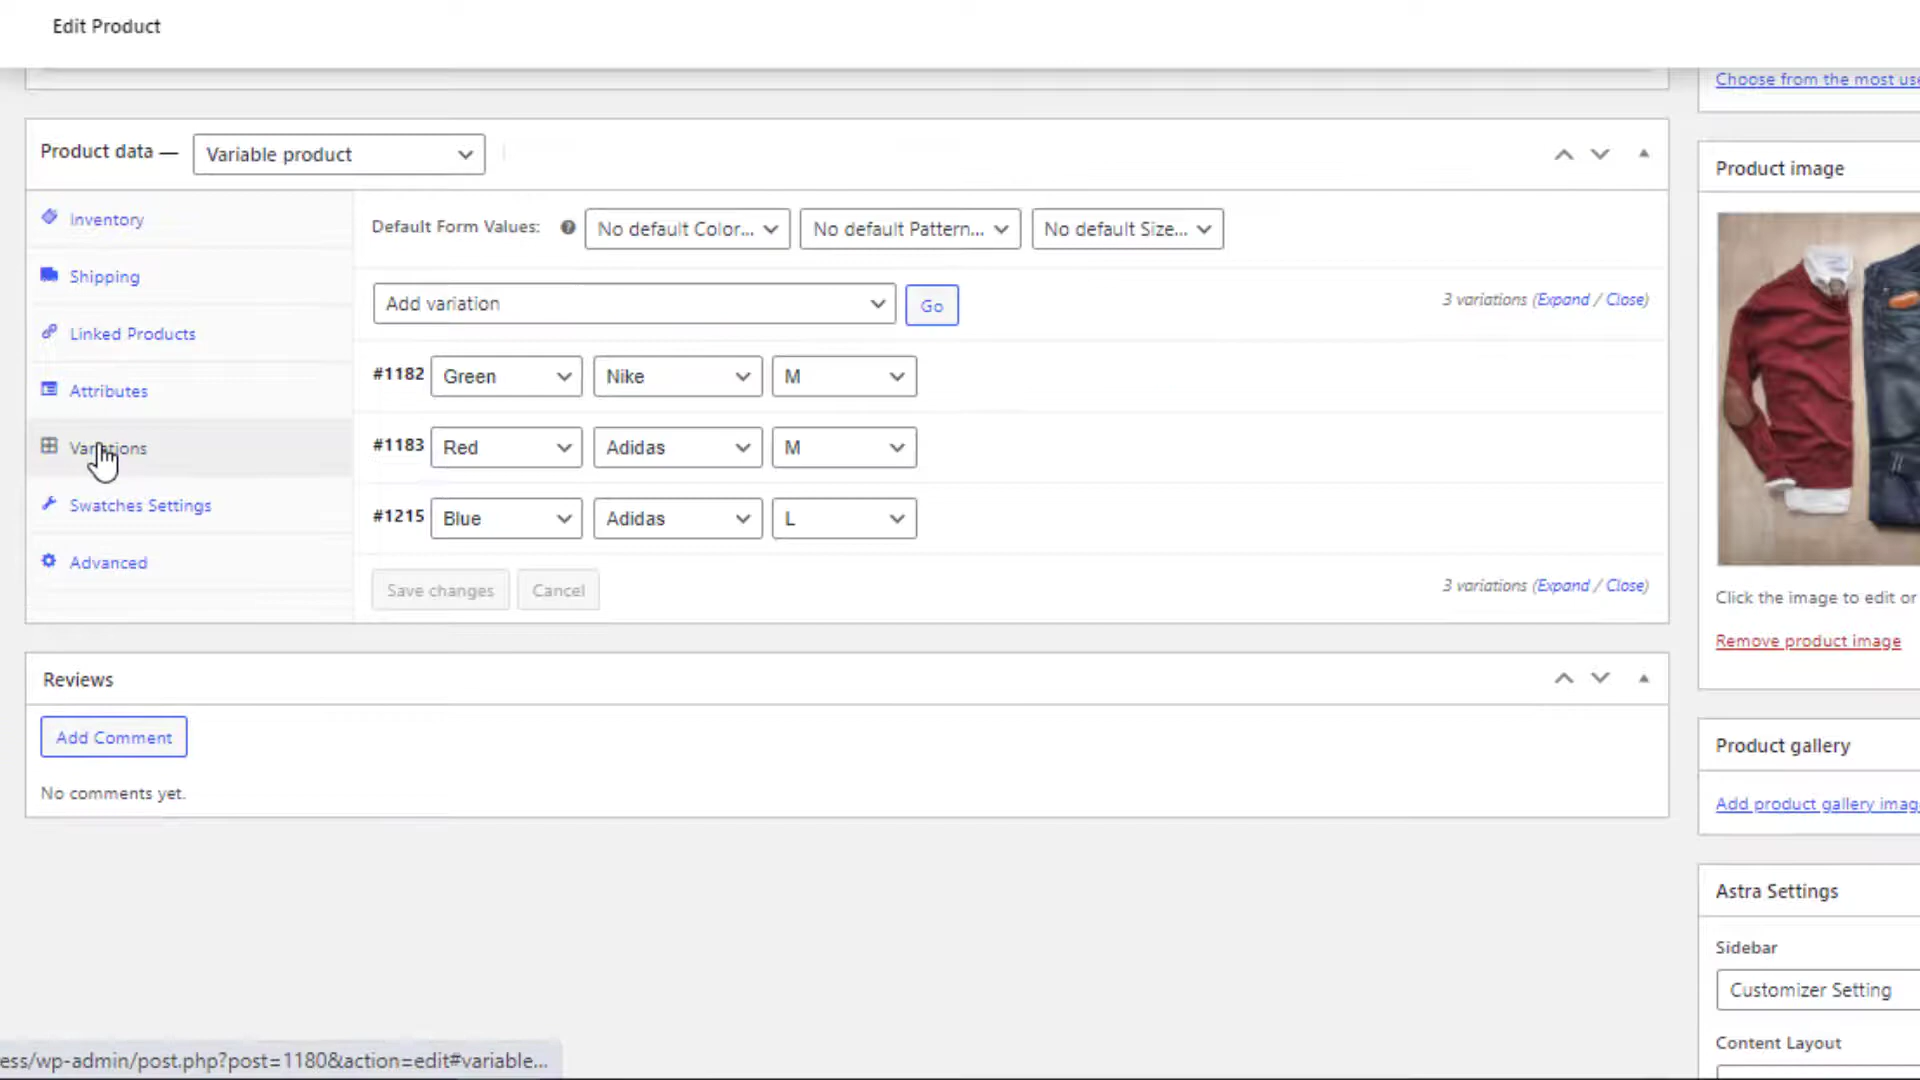 Edit Product
Choose from the most
Product data — Variable product
Product image
Inventory
Default Form Values: No default Color... No default Pattern... No default Size...
Shipping
Add variation Go 3 variations (Expand / Close)
Linked Products
#1182 Green Nike M
Attributes
#1183 Red Adidas M
Variations
Swatches Settings
#1215 Blue Adidas L
Advanced
Save changes Cancel 3 variations (Expand / Close)
Click the image to edit or
Remove product image
Reviews
Add Comment
No comments yet.
Product gallery
Add product gallery
Astra Settings
Sidebar
Customizer Setting
Content Layout
ess/wp-admin/post.php?post=1180&action=edit#variable...